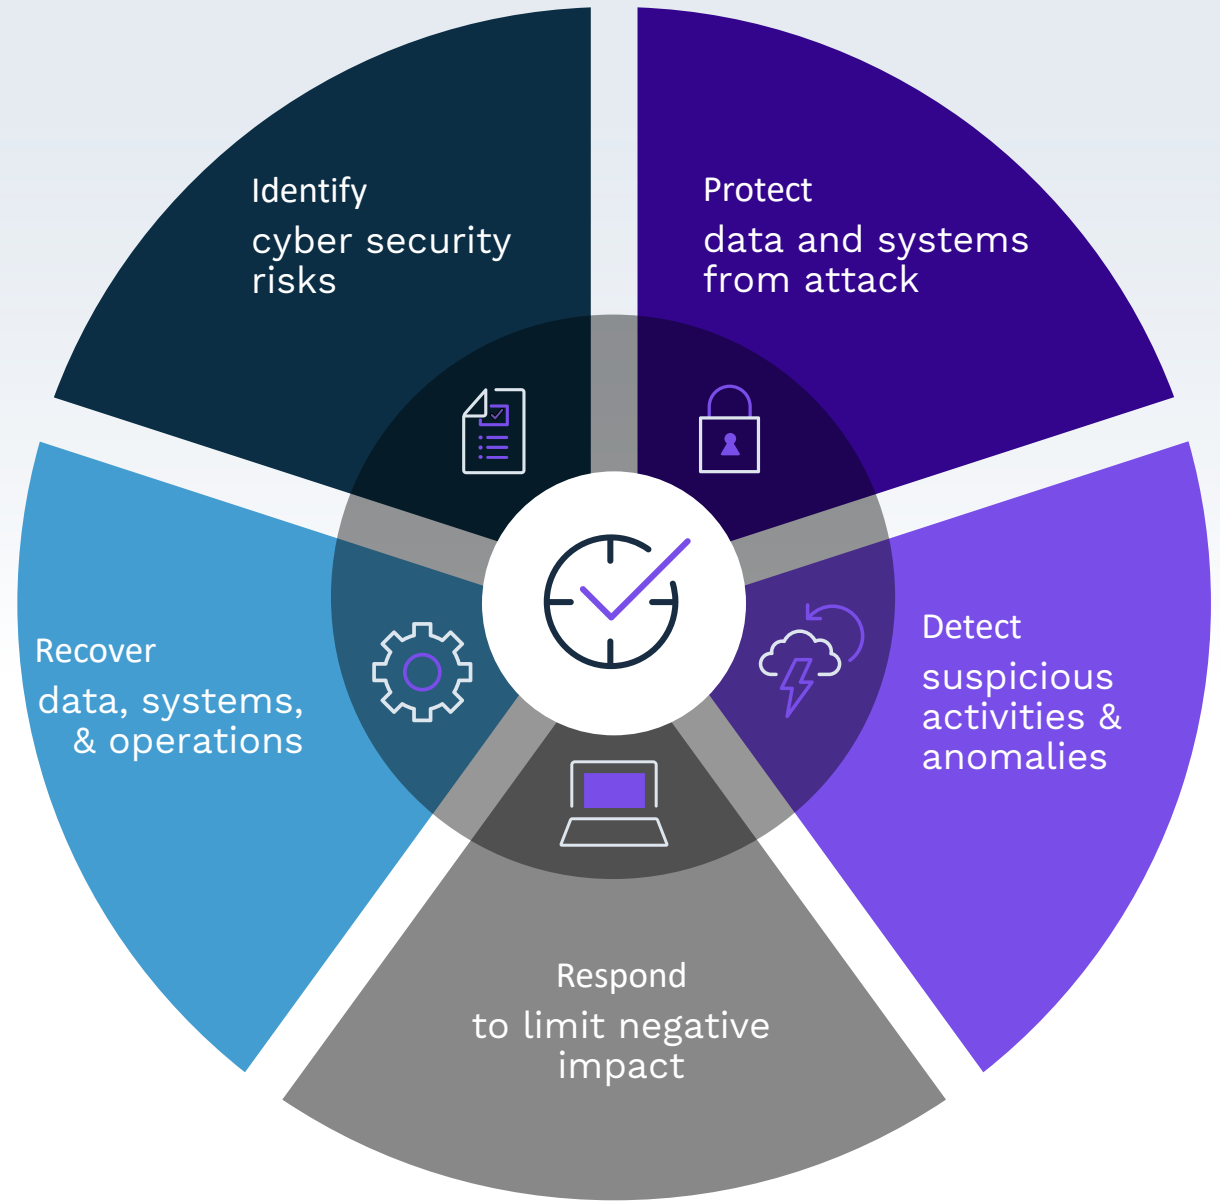 Identify
cyber security
risks
Protect
data and systems
from attack
Detect
suspicious
activities &
anomalies
Respond
to limit negative
impact
Recover
data, systems,
& operations